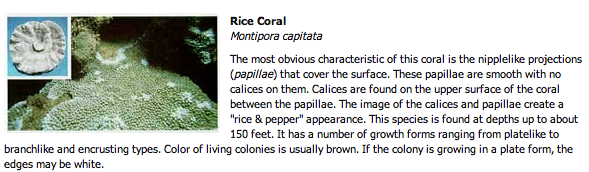 Rice Coral
Montipora capitata
The most obvious characteristic of this coral is the nipplelike projections
(papillae) that cover the surface. These papillae are smooth with no
calices on them. Calices are found on the upper surface of the coral
between the papillae. The image of the calices and papillae create a
"rice & pepper" appearance. This species is found at depths up to about
150 feet. It has a number of growth forms ranging from platelike to
branchlike and encrusting types. Color of living colonies is usually brown. If the colony is growing in a plate form, the
edges may be white.